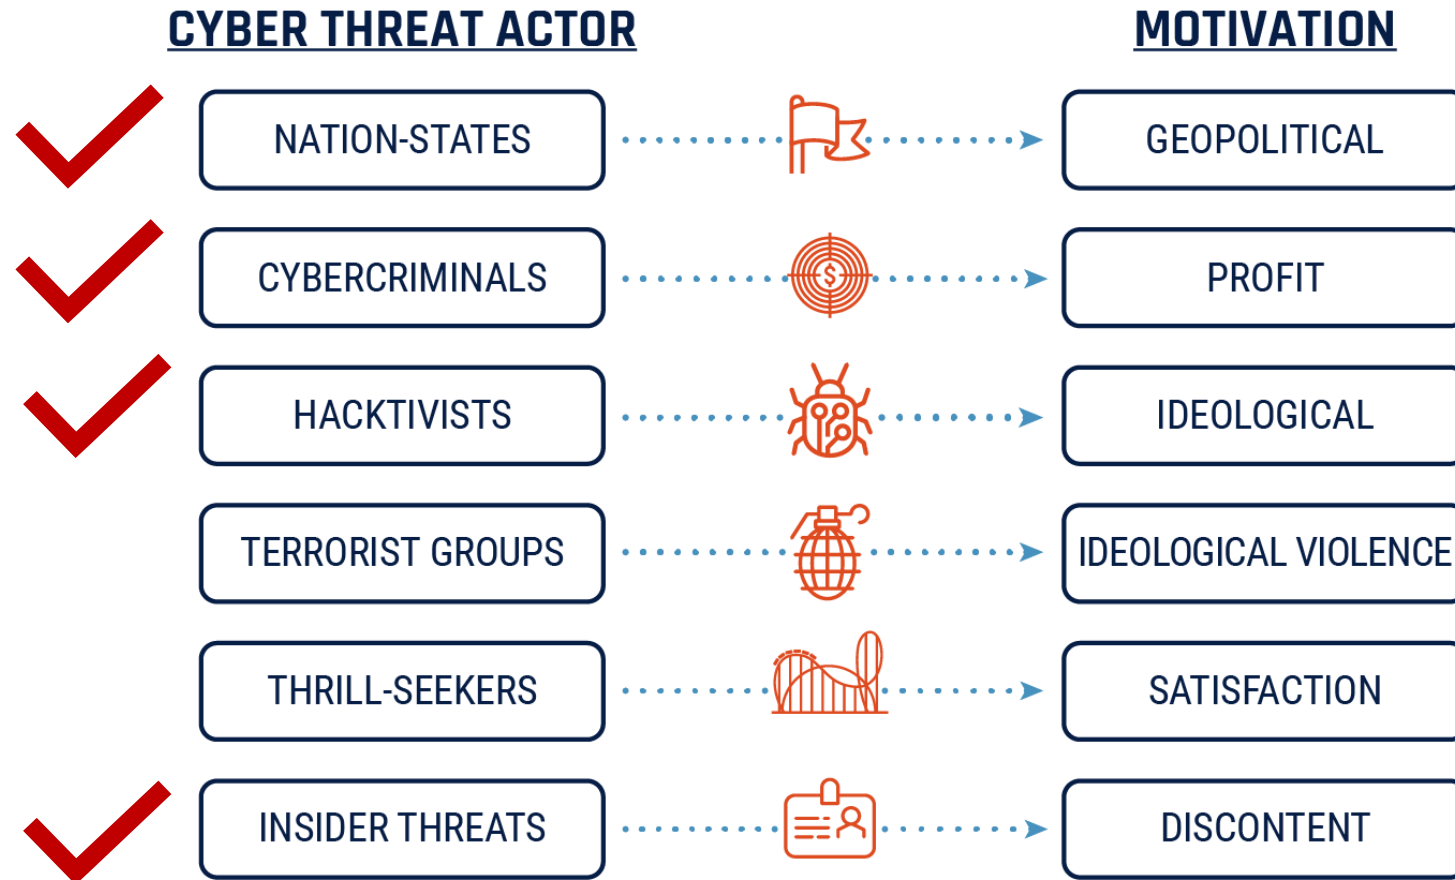 CYBER THREAT ACTOR
MOTIVATION
NATION-STATES
GEOPOLITICAL
CYBERCRIMINALS
$
PROFIT
HACKTIVISTS
IDEOLOGICAL
TERRORIST GROUPS
IDEOLOGICAL VIOLENCE
THRILL-SEEKERS
SATISFACTION
INSIDER THREATS
DISCONTENT